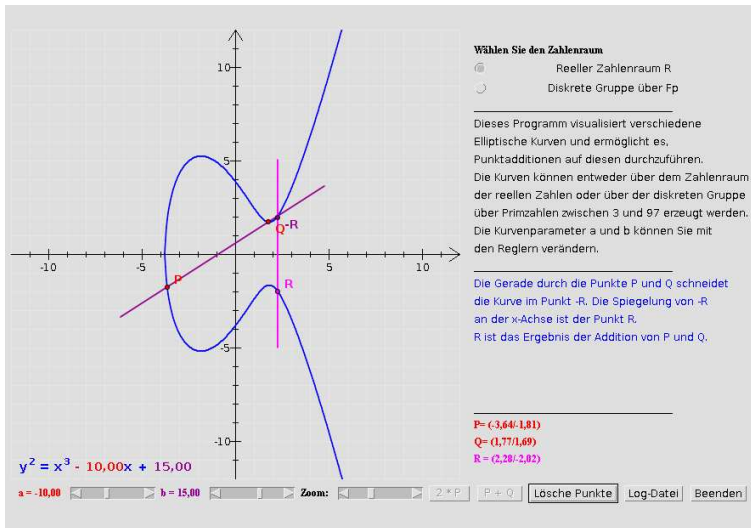 10
5
-10
-5
5
10
-5
-10
P
Q
-R
R
y² = x³ - 10,00x + 15,00
Wählen Sie den Zahlenraum
Reeller Zahlenraum R
Diskrete Gruppe über Fp
Dieses Programm visualisiert verschiedene
Elliptische Kurven und ermöglicht es,
Punktadditionen auf diesen durchzuführen.
Die Kurven können entweder über dem Zahlenraum
der reellen Zahlen oder über der diskreten Gruppe
über Primzahlen zwischen 3 und 97 erzeugt werden.
Die Kurvenparameter a und b können Sie mit
den Reglern verändern.
Die Gerade durch die Punkte P und Q schneidet
die Kurve im Punkt -R. Die Spiegelung von -R
an der x-Achse ist der Punkt R.
R ist das Ergebnis der Addition von P und Q.
P= (-3,64/-1,81)
Q= (1,77/1,69)
R = (2,28/-2,02)
a = -10,00 b = 15,00 Zoom: 2 * P P + Q Lösche Punkte Log-Datei Beenden